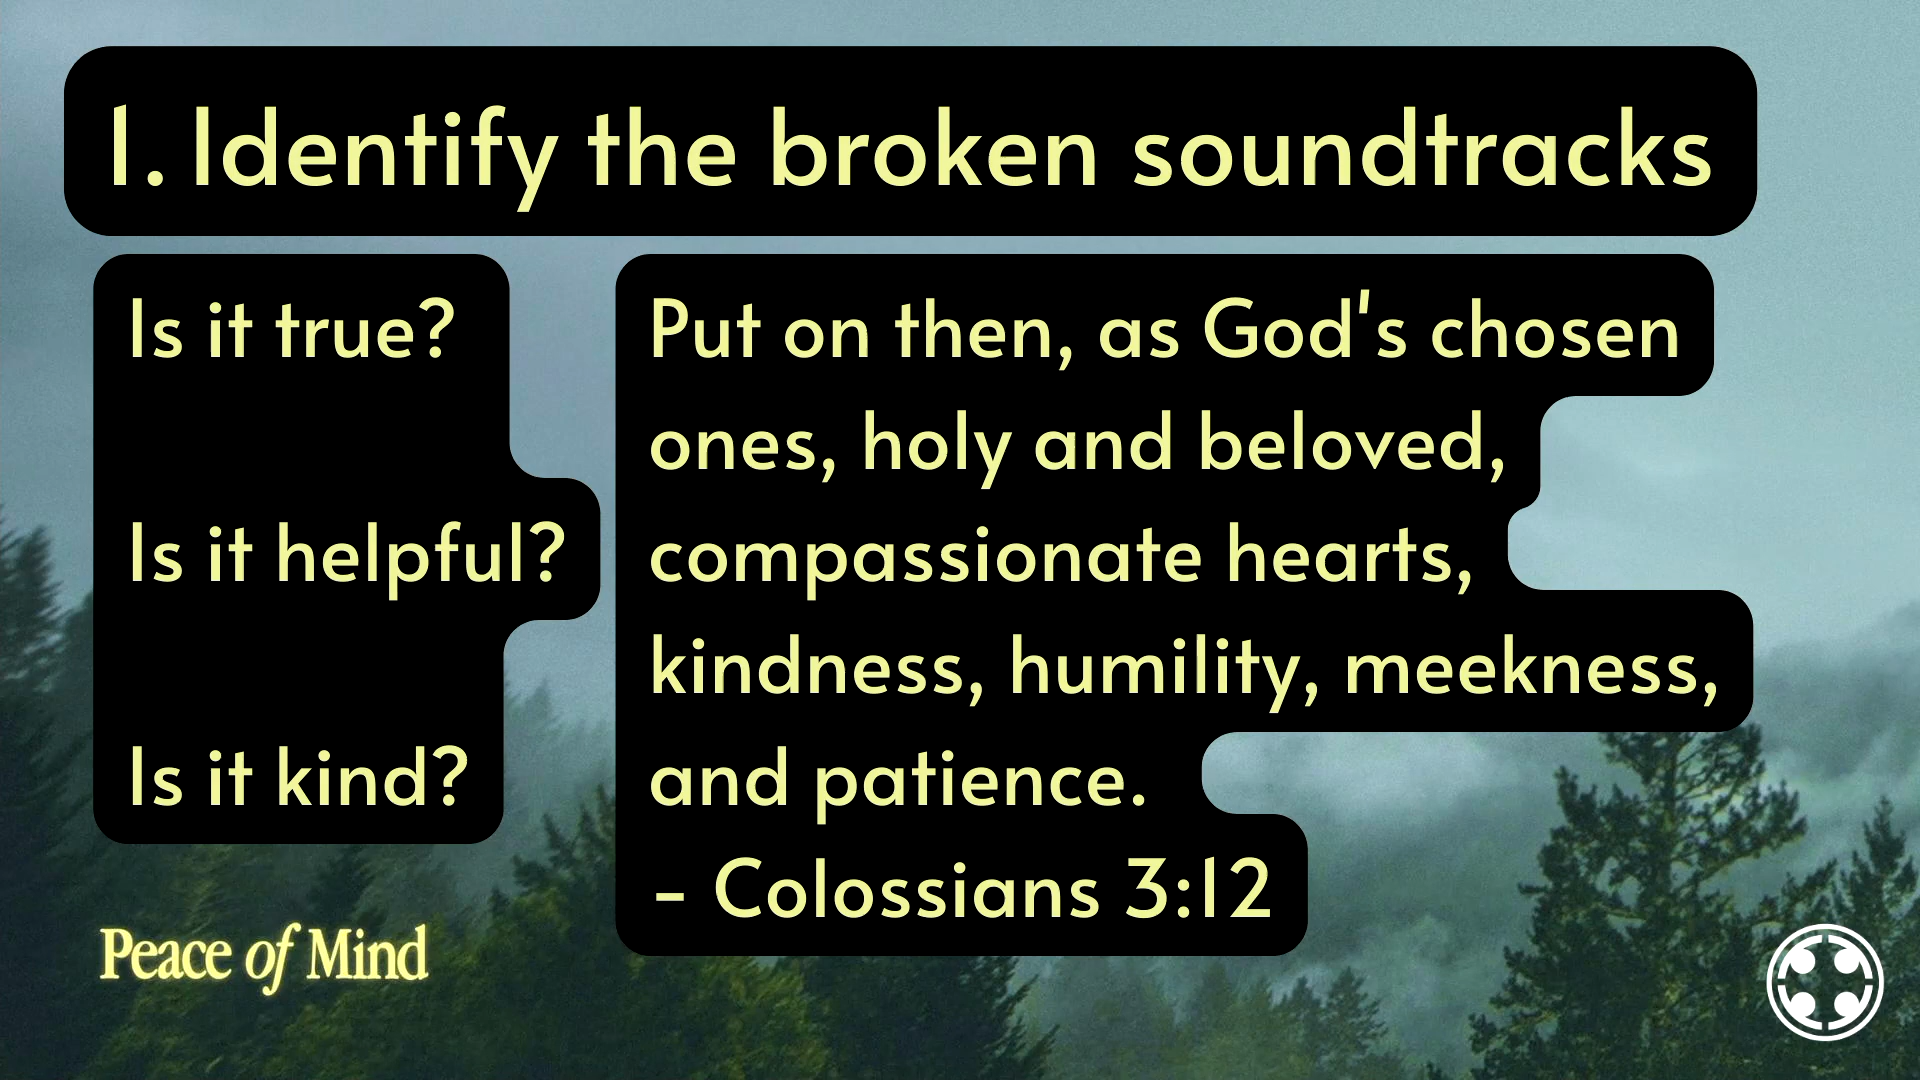 1. Identify the broken soundtracks
Is it true?
Is it helpful?
Is it kind?
Put on then, as God's chosen
ones, holy and beloved,
compassionate hearts,
kindness, humility, meekness,
and patience.
- Colossians 3:12
Peace of Mind